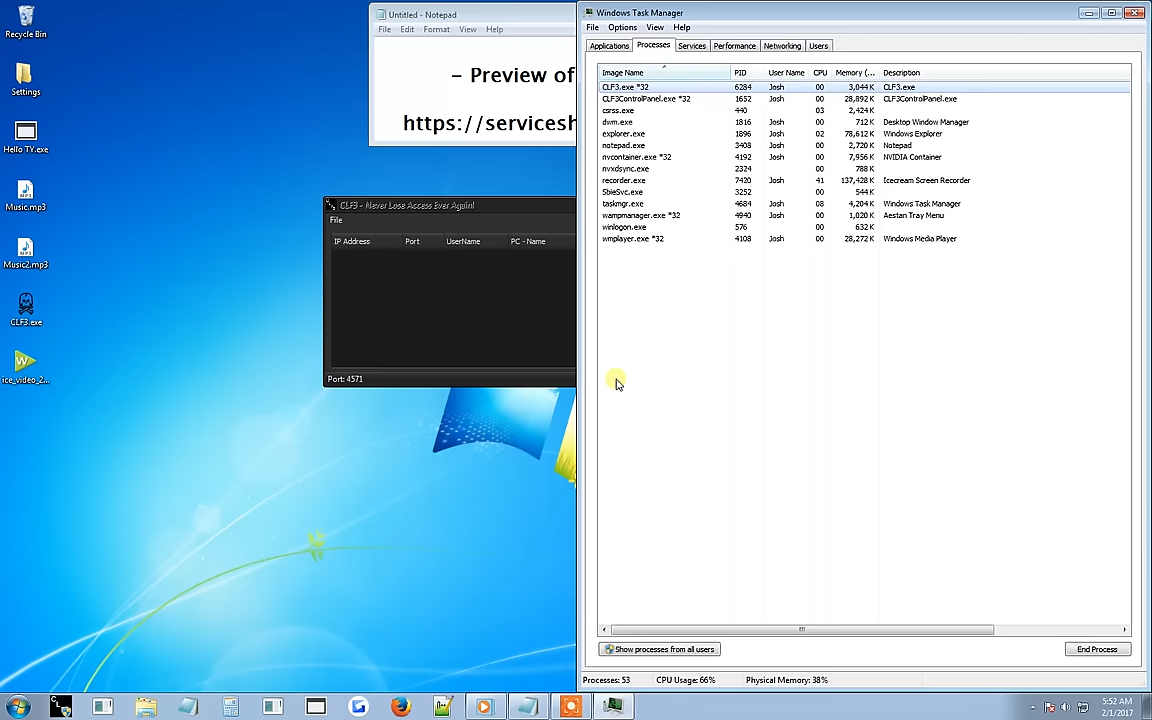 Recycle Bin
Settings
Hello TY.exe
Music.mp3
Music2.mp3
CLF3.exe
ice_video_2...
Untitled - Notepad
File Edit Format View Help
- Preview of
https://servicesh
CLF3 - Never Lose Access Ever Again!
File
IP Address Port UserName PC - Name
Port: 4571
Windows Task Manager
File Options View Help
Applications Processes Services Performance Networking Users
Image Name PID User Name CPU Memory (... Description
CLF3.exe *32 6284 Josh 00 3,044 K CLF3.exe
CLF3ControlPanel.exe *32 1652 Josh 00 28,892 K CLF3ControlPanel.exe
csrss.exe 440 03 2,424 K
dwm.exe 1816 Josh 00 712 K Desktop Window Manager
explorer.exe 1896 Josh 02 78,612 K Windows Explorer
notepad.exe 3408 Josh 00 2,720 K Notepad
nvcontainer.exe *32 4192 Josh 00 7,956 K NVIDIA Container
nvxdsync.exe 2324 00 788 K
recorder.exe 7420 Josh 41 137,428 K Icecream Screen Recorder
SbieSvc.exe 3252 00 544 K
taskmgr.exe 4684 Josh 08 4,204 K Windows Task Manager
wampmanager.exe *32 4940 Josh 00 1,020 K Aestan Tray Menu
winlogon.exe 576 00 632 K
wmplayer.exe *32 4108 Josh 00 28,272 K Windows Media Player
Show processes from all users
End Process
Processes: 53 CPU Usage: 66% Physical Memory: 38%
5:52 AM
2/1/2017